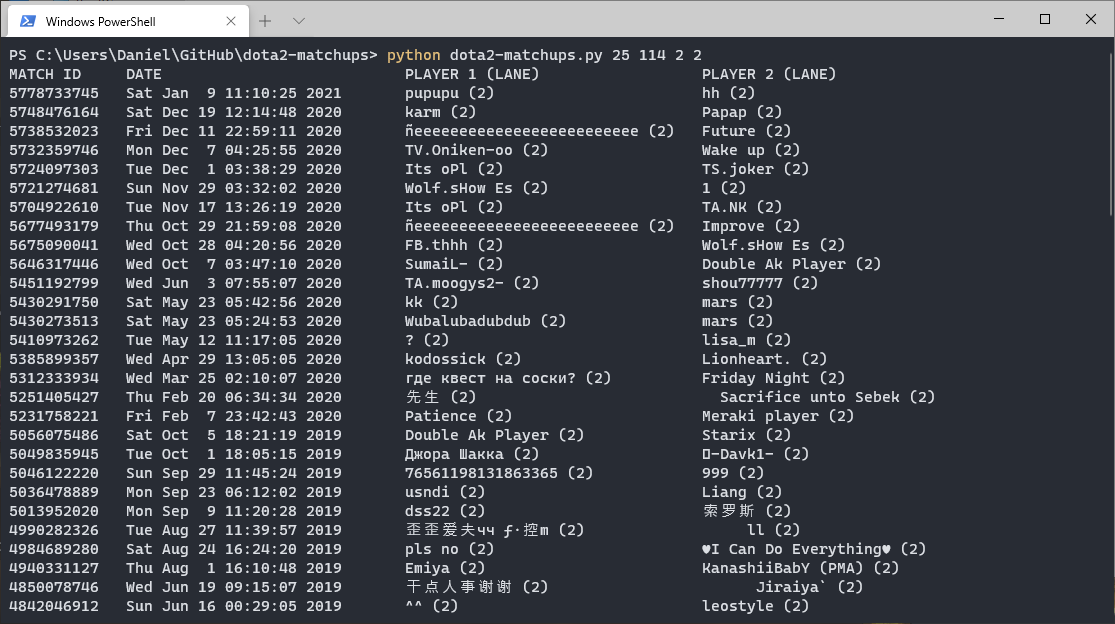 Windows PowerShell
PS C:\Users\Daniel\GitHub\dota2-matchups> python dota2-matchups.py 25 114 2 2
MATCH ID   DATE                           PLAYER 1 (LANE)                  PLAYER 2 (LANE)
5778733745   Sat Jan  9 11:10:25 2021       pupupu (2)                       hh (2)
5748476164   Sat Dec 19 12:14:48 2020       karm (2)                         Papap (2)
5738532023   Fri Dec 11 22:59:11 2020       ñeeeeeeeeeeeeeeeeeeeeeeeee (2)   Future (2)
5732359746   Mon Dec  7 04:25:55 2020       TV.Oniken-oo (2)                 Wake up (2)
5724097303   Tue Dec  1 03:38:29 2020       Its oPl (2)                      TS.joker (2)
5721274681   Sun Nov 29 03:32:02 2020       Wolf.sHow Es (2)                 1 (2)
5704922610   Tue Nov 17 13:26:19 2020       Its oPl (2)                      TA.NK (2)
5677493179   Thu Oct 29 21:59:08 2020       ñeeeeeeeeeeeeeeeeeeeeeeeee (2)   Improve (2)
5675090041   Wed Oct 28 04:20:56 2020       FB.thhh (2)                      Wolf.sHow Es (2)
5646317446   Wed Oct  7 03:47:10 2020       SumaiL- (2)                      Double Ak Player (2)
5451192799   Wed Jun  3 07:55:07 2020       TA.moogys2- (2)                  shou77777 (2)
5430291750   Sat May 23 05:42:56 2020       kk (2)                           mars (2)
5430273513   Sat May 23 05:24:53 2020       Wubalubadubdub (2)               mars (2)
5410973262   Tue May 12 11:17:05 2020       ? (2)                            lisa_m (2)
5385899357   Wed Apr 29 13:05:05 2020       kodossick (2)                    Lionheart. (2)
5312333934   Wed Mar 25 02:10:07 2020       где квест на соски? (2)          Friday Night (2)
5251405427   Thu Feb 20 06:34:34 2020       先生 (2)                           Sacrifice unto Sebek (2)
5231758221   Fri Feb  7 23:42:43 2020       Patience (2)                     Meraki player (2)
5056075486   Sat Oct  5 18:21:19 2019       Double Ak Player (2)             Starix (2)
5049835945   Tue Oct  1 18:05:15 2019       Джора Шакка (2)                  -Davk1- (2)
5046122220   Sun Sep 29 11:45:24 2019       76561198131863365 (2)            999 (2)
5036478889   Mon Sep 23 06:12:02 2019       usndi (2)                        Liang (2)
5013952020   Mon Sep  9 11:20:28 2019       dss22 (2)                        索罗斯 (2)
4990282326   Tue Aug 27 11:39:57 2019       歪歪爱夫чч ƒ·控m (2)                  ll (2)
4984689280   Sat Aug 24 16:24:20 2019       pls no (2)                       ♥I Can Do Everything♥ (2)
4940331127   Thu Aug  1 16:10:48 2019       Emiya (2)                        KanashiiBabY (PMA) (2)
4850078746   Wed Jun 19 09:15:07 2019       干点人事谢谢 (2)                       Jiraiya` (2)
4842046912   Sun Jun 16 00:29:05 2019       ^^ (2)                           leostyle (2)